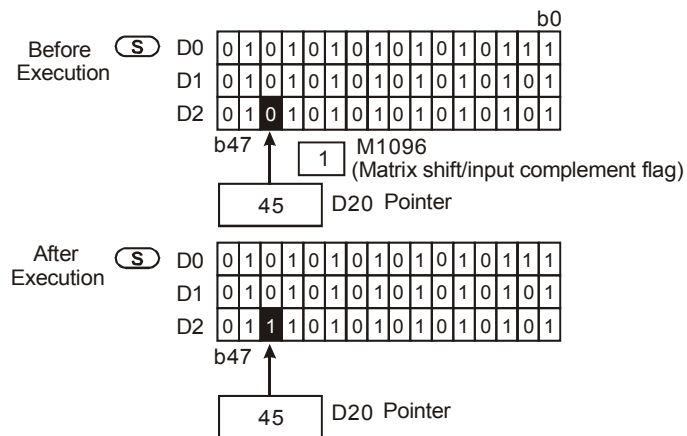 b0
Before Execution S D0 0 1 0 1 0 1 0 1 0 1 0 1 0 1 1 1
D1 0 1 0 1 0 1 0 1 0 1 0 1 0 1 0 1
D2 0 1 0 1 0 1 0 1 0 1 0 1 0 1 0 1
b47
1 M1096
(Matrix shift/input complement flag)
45 D20 Pointer
After Execution S D0 0 1 0 1 0 1 0 1 0 1 0 1 0 1 1 1
D1 0 1 0 1 0 1 0 1 0 1 0 1 0 1 0 1
D2 0 1 1 1 0 1 0 1 0 1 0 1 0 1 0 1
b47
45 D20 Pointer